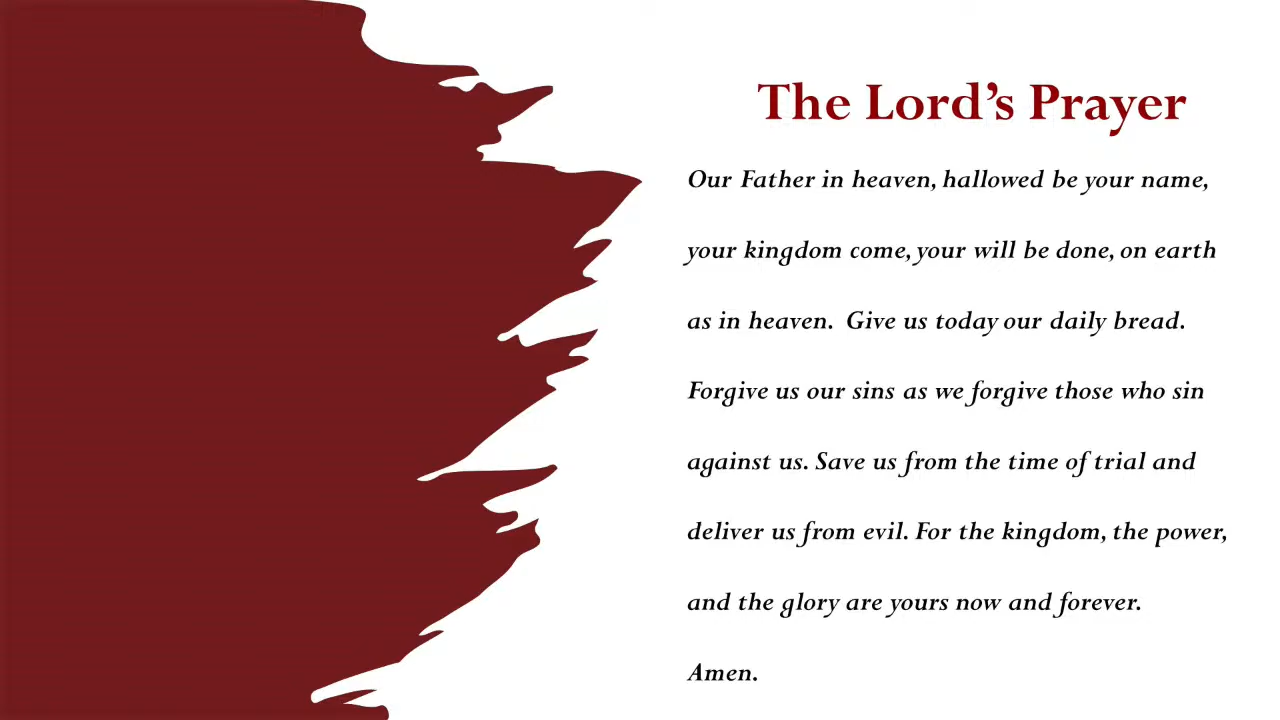 The Lord’s Prayer
Our Father in heaven, hallowed be your name,
your kingdom come, your will be done, on earth
as in heaven.  Give us today our daily bread.
Forgive us our sins as we forgive those who sin
against us. Save us from the time of trial and
deliver us from evil. For the kingdom, the power,
and the glory are yours now and forever.
Amen.